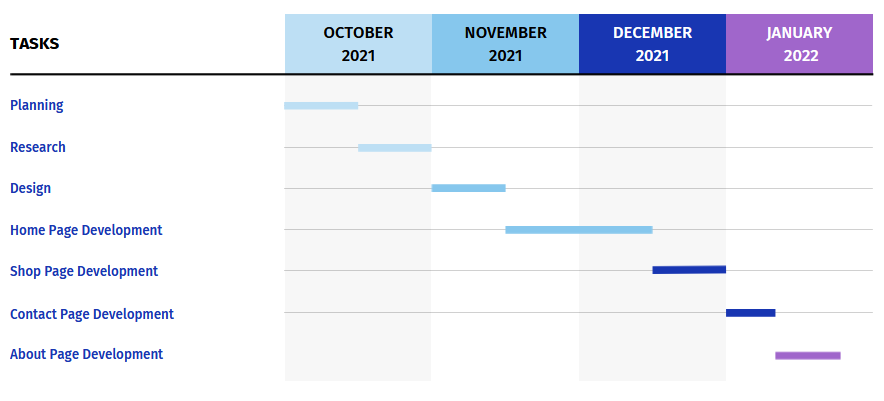 TASKS
OCTOBER
2021
NOVEMBER
2021
DECEMBER
2021
JANUARY
2022
Planning
Research
Design
Home Page Development
Shop Page Development
Contact Page Development
About Page Development